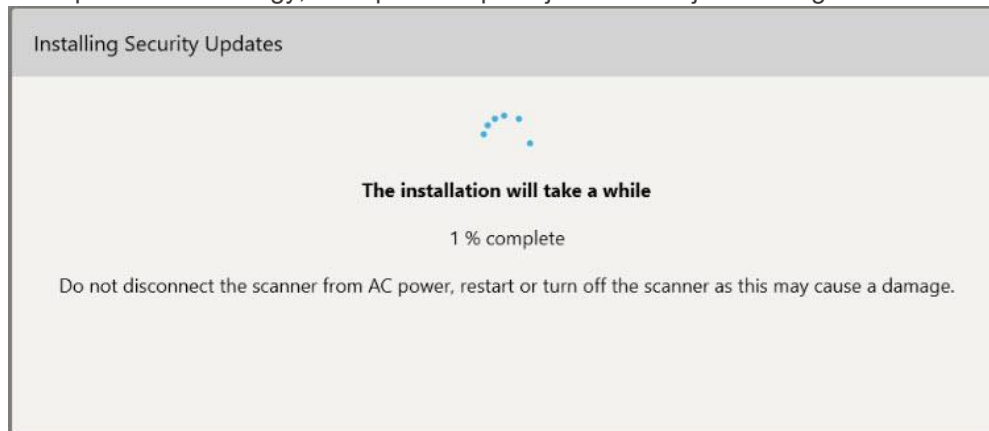 Installing Security Updates
The installation will take a while
1 % complete
Do not disconnect the scanner from AC power, restart or turn off the scanner as this may cause a damage.